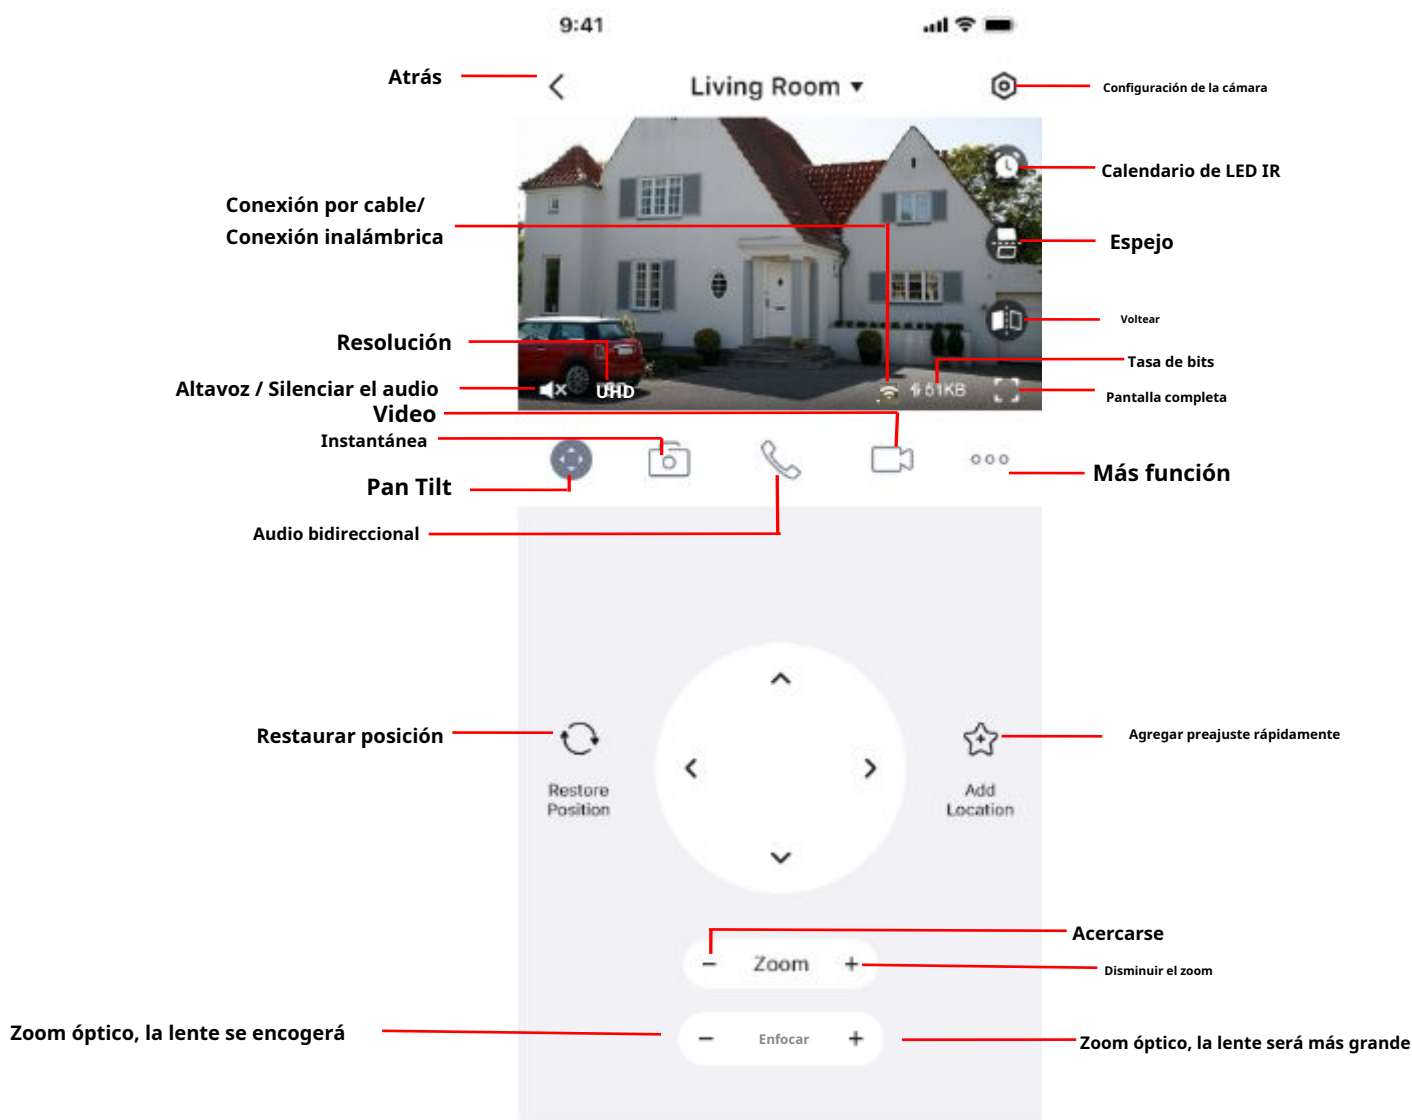 9:41
Atrás
Living Room
Configuración de la cámara
Calendario de LED IR
Conexión por cable/
Conexión inalámbrica
Espejo
Voltear
Resolución
Tasa de bits
Altavoz / Silenciar el audio
UHD
51KB
Pantalla completa
Video
Instantánea
Pan Tilt
Más función
Audio bidireccional
Restaurar posición
Agregar preajuste rápidamente
Restore
Position
Add
Location
Acercarse
- Zoom +
Disminuir el zoom
Zoom óptico, la lente se encogerá
- Enfocar +
Zoom óptico, la lente será más grande